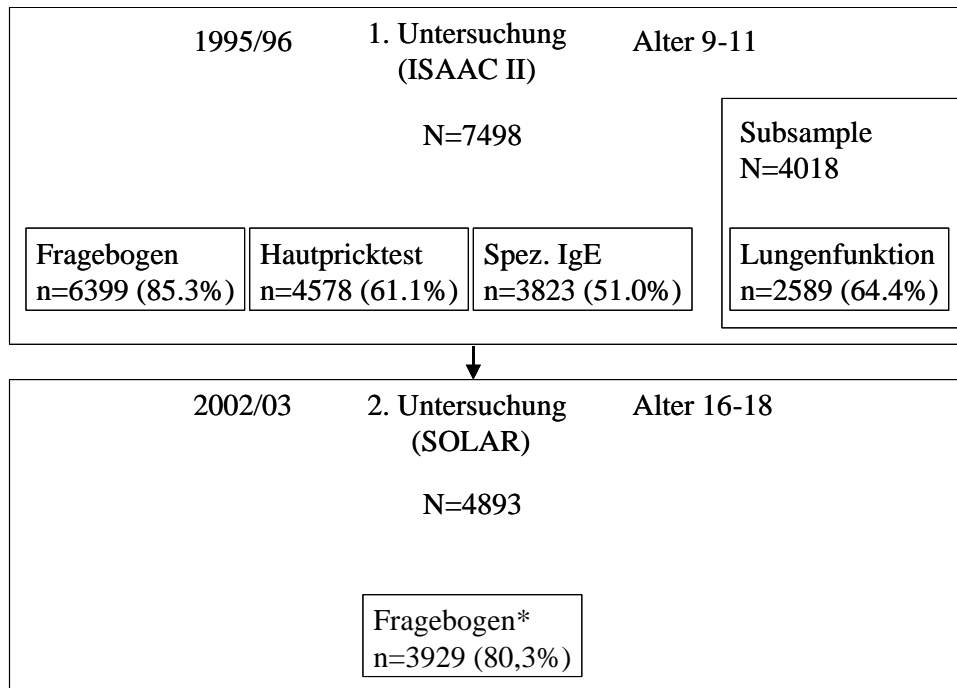 1995/96 1. Untersuchung Alter 9-11
(ISAAC II)
N=7498
Subsample
N=4018
Fragebogen
n=6399 (85.3%)
Hautpricktest
n=4578 (61.1%)
Spez. IgE
n=3823 (51.0%)
Lungenfunktion
n=2589 (64.4%)
2002/03 2. Untersuchung Alter 16-18
(SOLAR)
N=4893
Fragebogen*
n=3929 (80,3%)